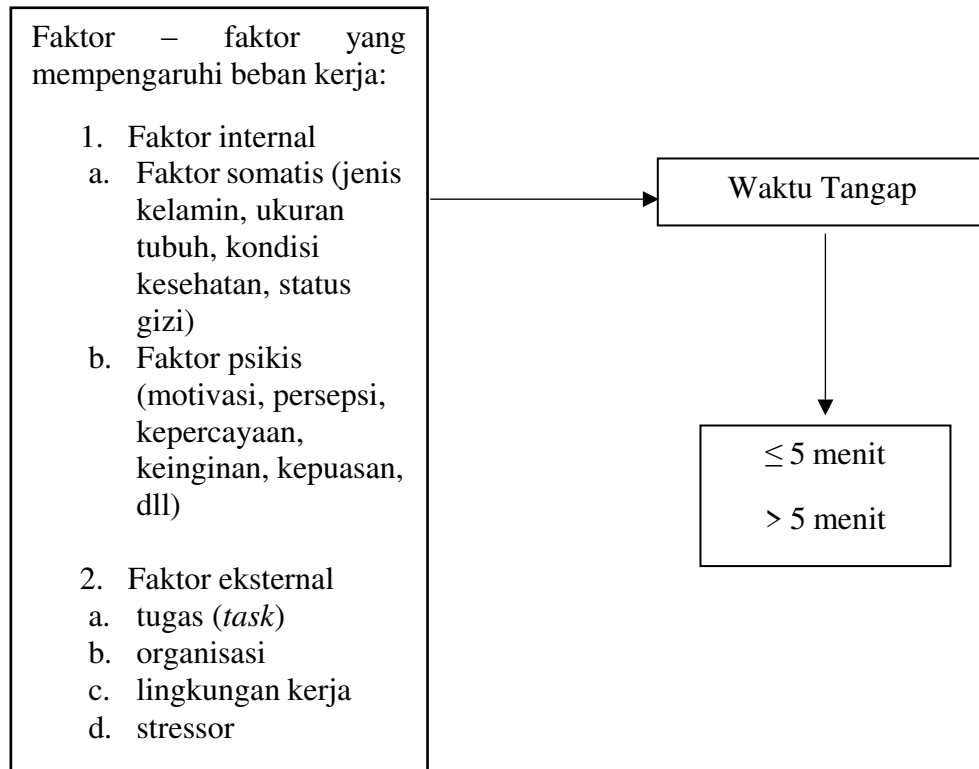 Faktor – faktor yang
mempengaruhi beban kerja:
1. Faktor internal
a. Faktor somatis (jenis
kelamin, ukuran
tubuh, kondisi
kesehatan, status
gizi)
b. Faktor psikis
(motivasi, persepsi,
kepercayaan,
keinginan, kepuasan,
dll)
2. Faktor eksternal
a. tugas (task)
b. organisasi
c. lingkungan kerja
d. stressor
Waktu Tangap
≤ 5 menit
> 5 menit